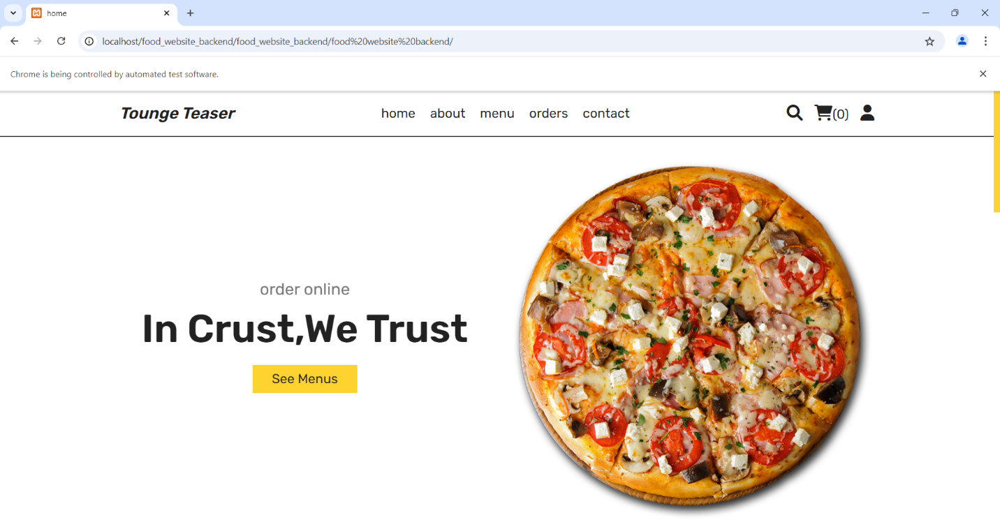 home
localhost/food_website_backend/food_website_backend/food%20website%20backend/
Chrome is being controlled by automated test software.
Tounge Teaser home about menu orders contact (0)
order online
In Crust,We Trust
See Menus